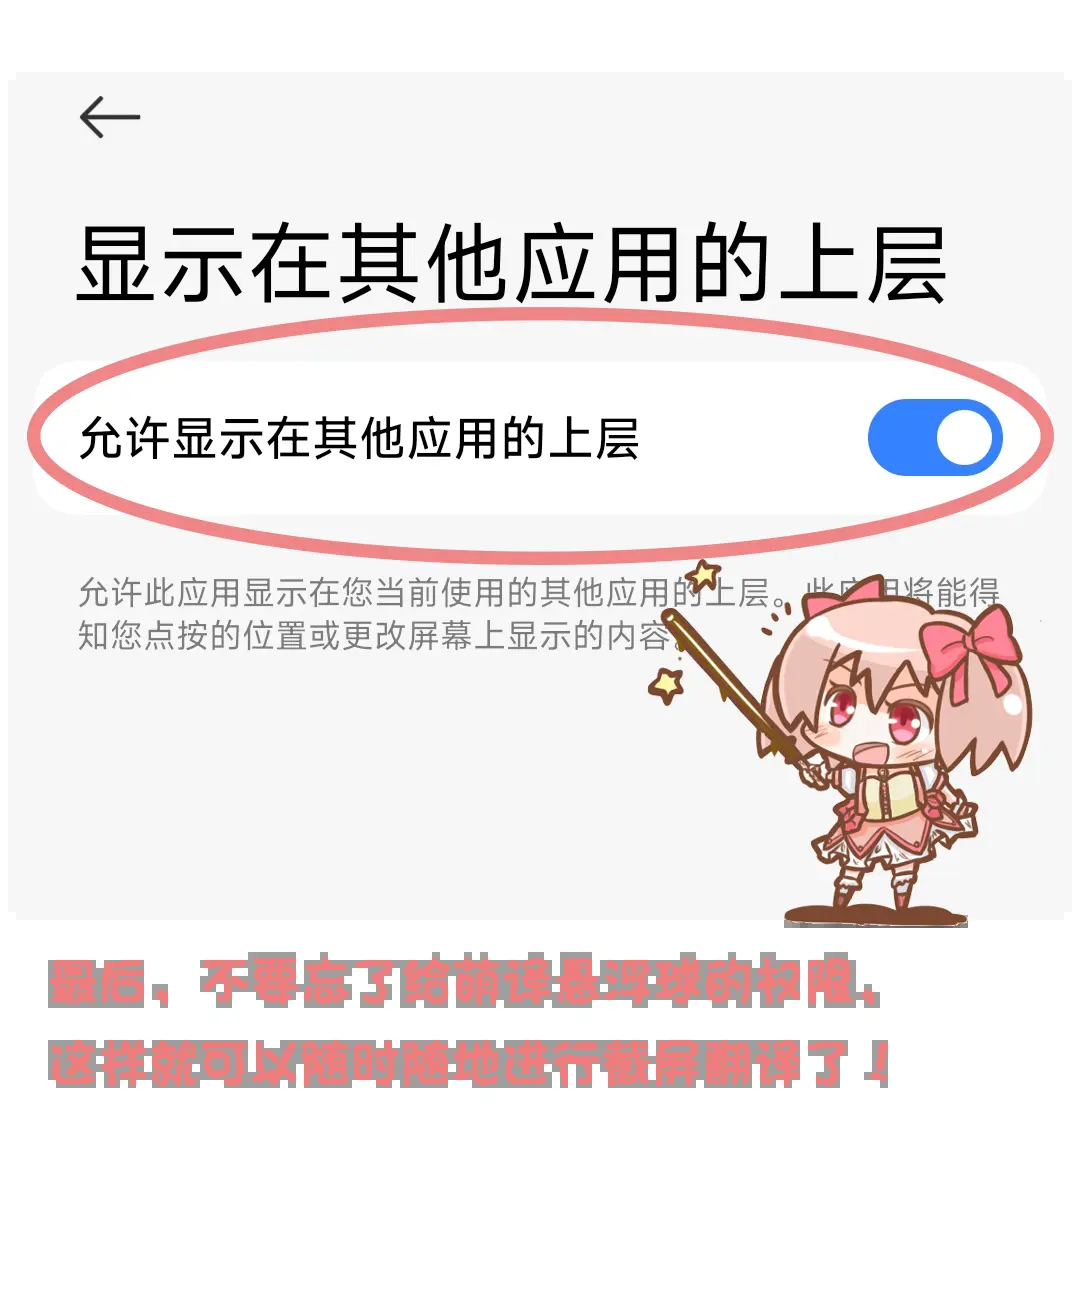 显示在其他应用的上层
允许显示在其他应用的上层
允许此应用显示在您当前使用的其他应用的上层。此应用将能得
知您点按的位置或更改屏幕上显示的内容。
最后，不要忘了给萌译悬浮球的权限，
这样就可以随时随地进行截屏翻译了！